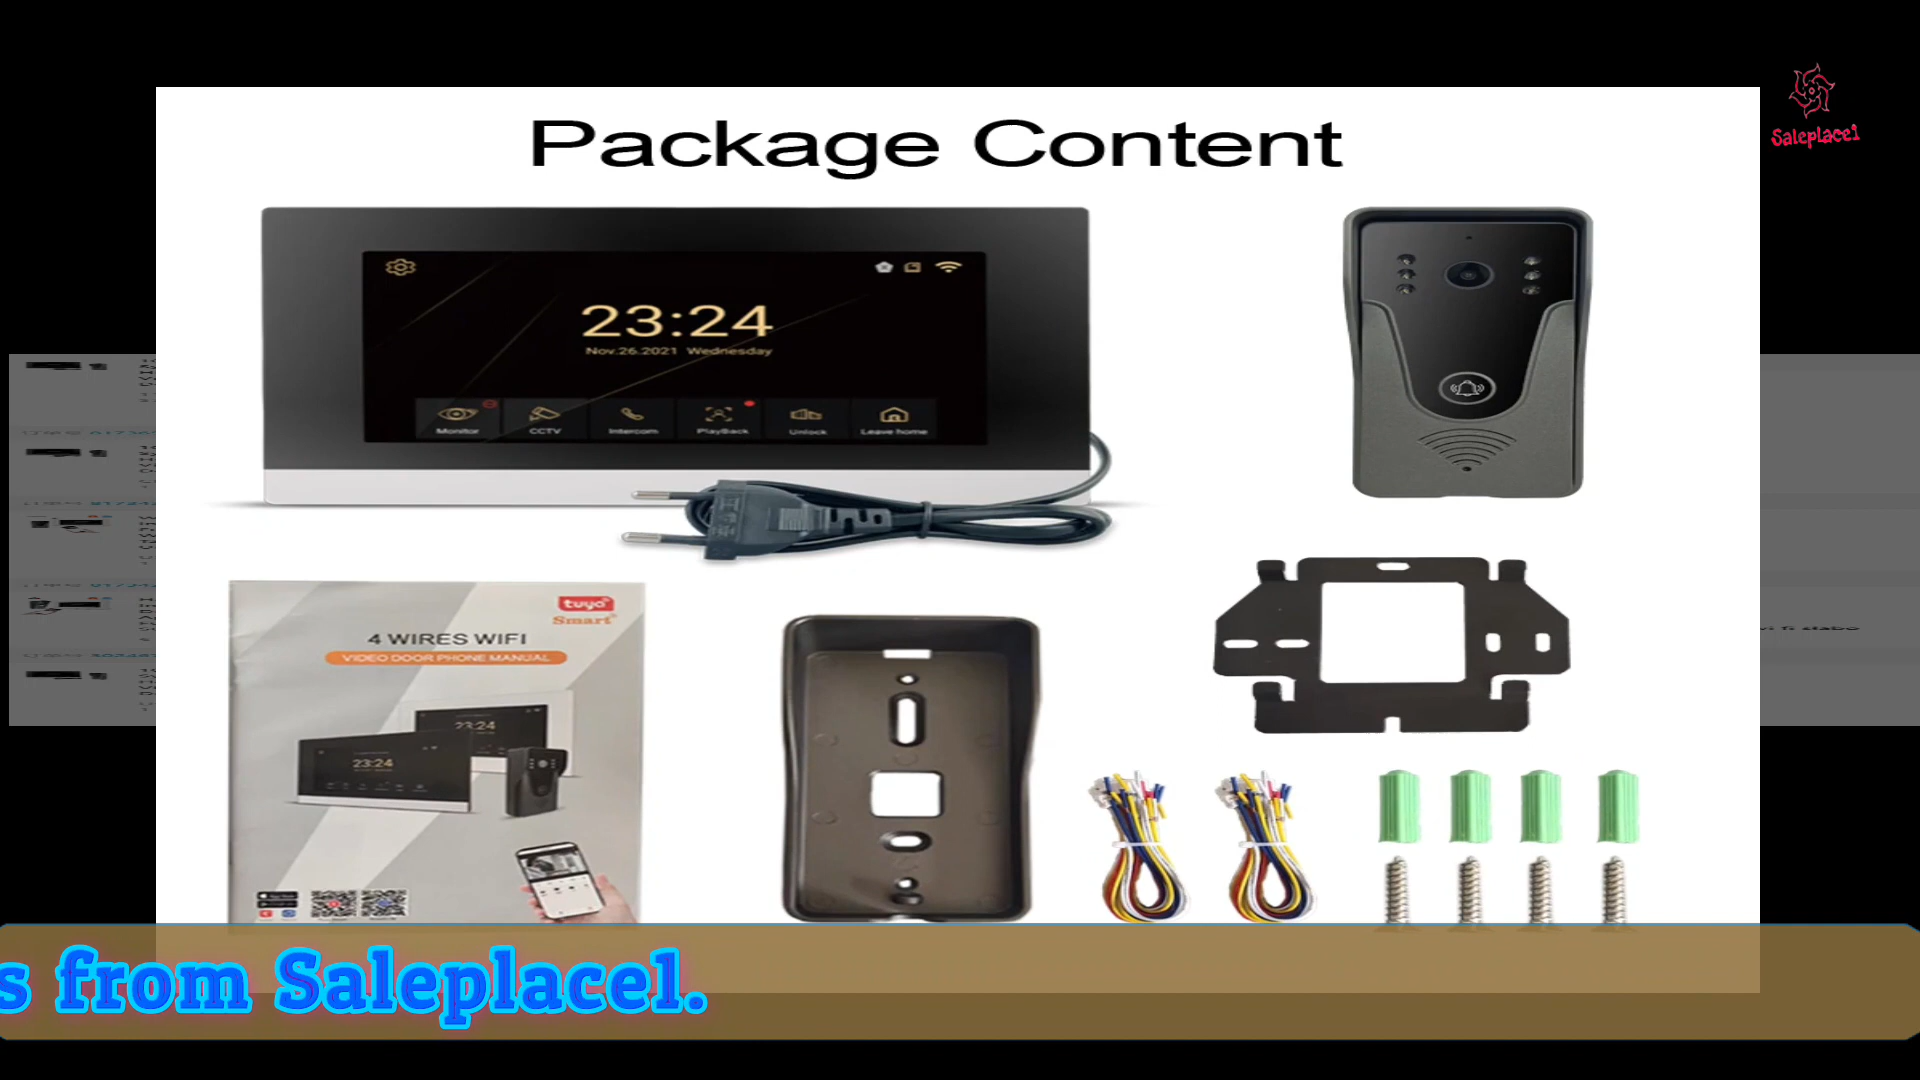 Package Content
Saleplace1
23:24
Nov.26.2021 Wednesday
Monitor
CCTV
Intercom
PlayBack
Unlock
Leave home
tuya
Smart
4 WIRES WIFI
VIDEO DOOR PHONE MANUAL
23:24
23:24
s from Saleplace1.